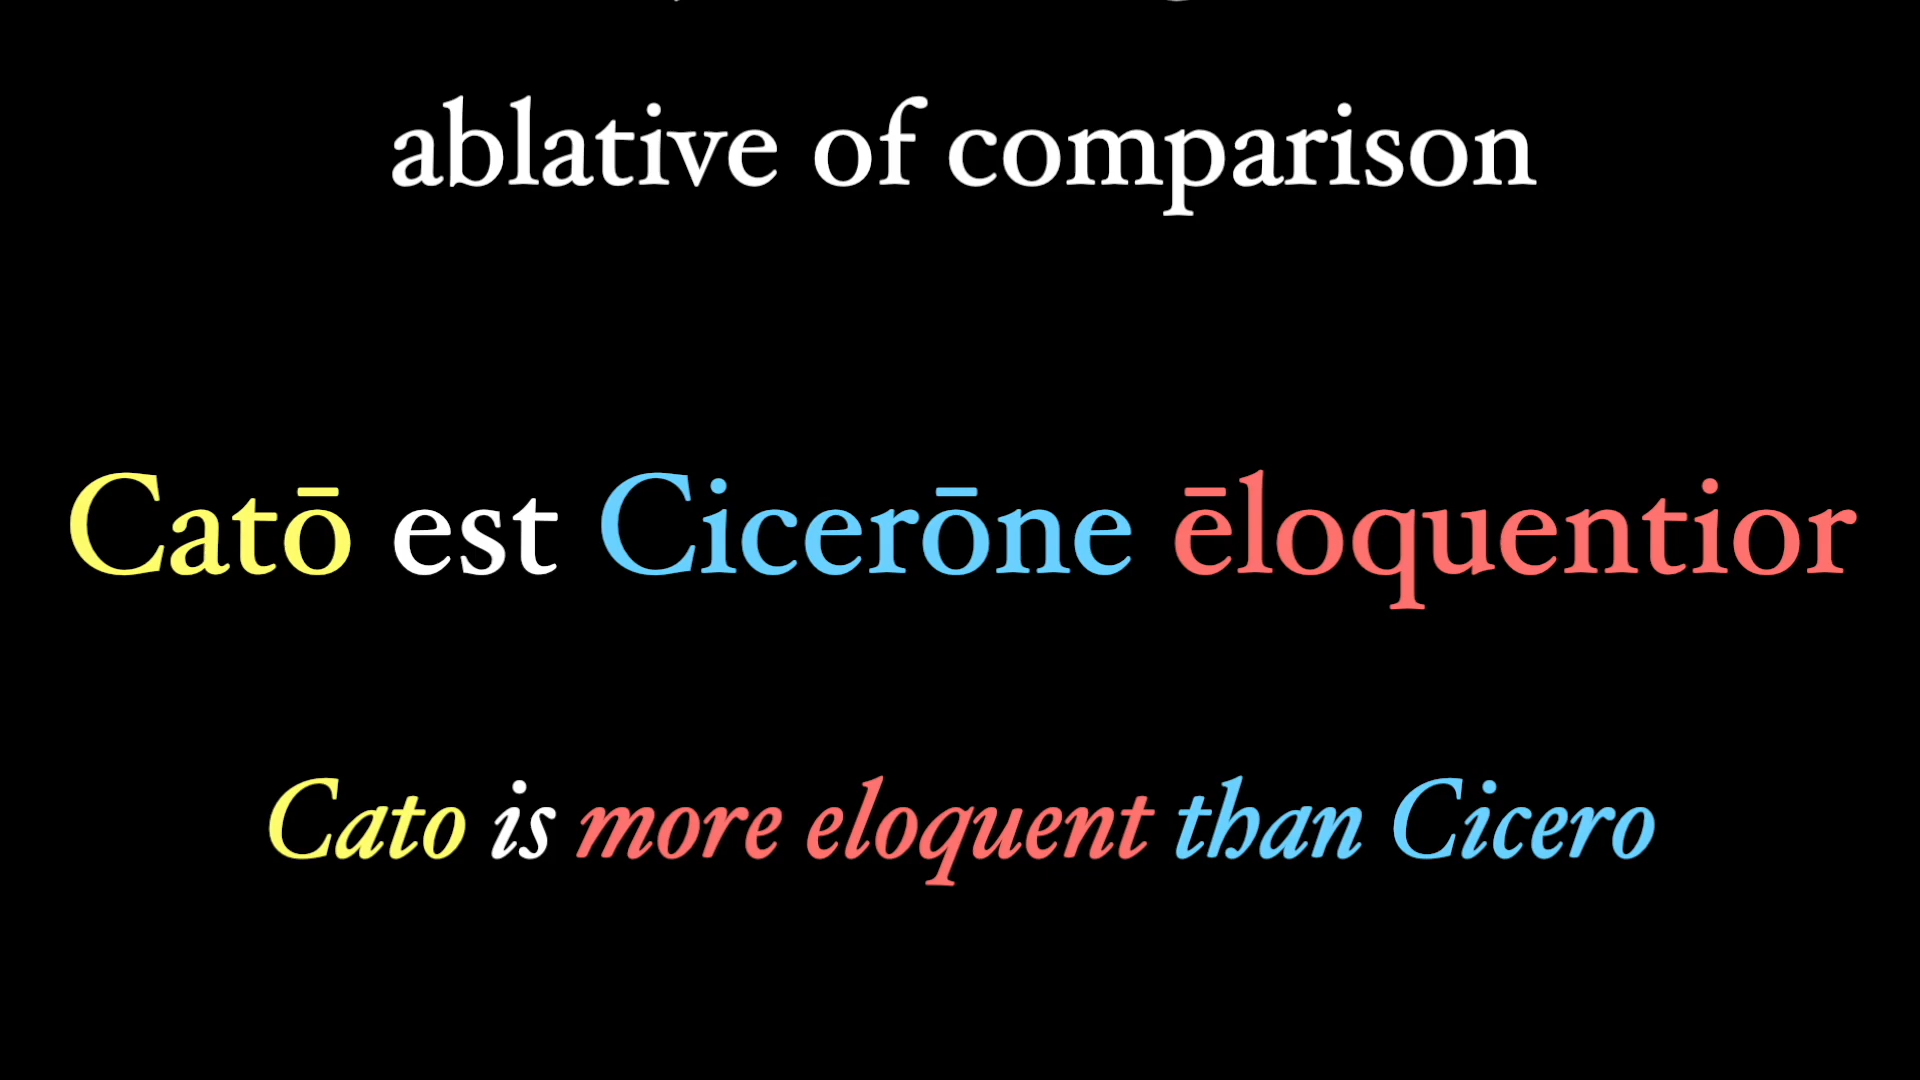 ablative of comparison
Catō est Cicerōne ēloquentior
Cato is more eloquent than Cicero